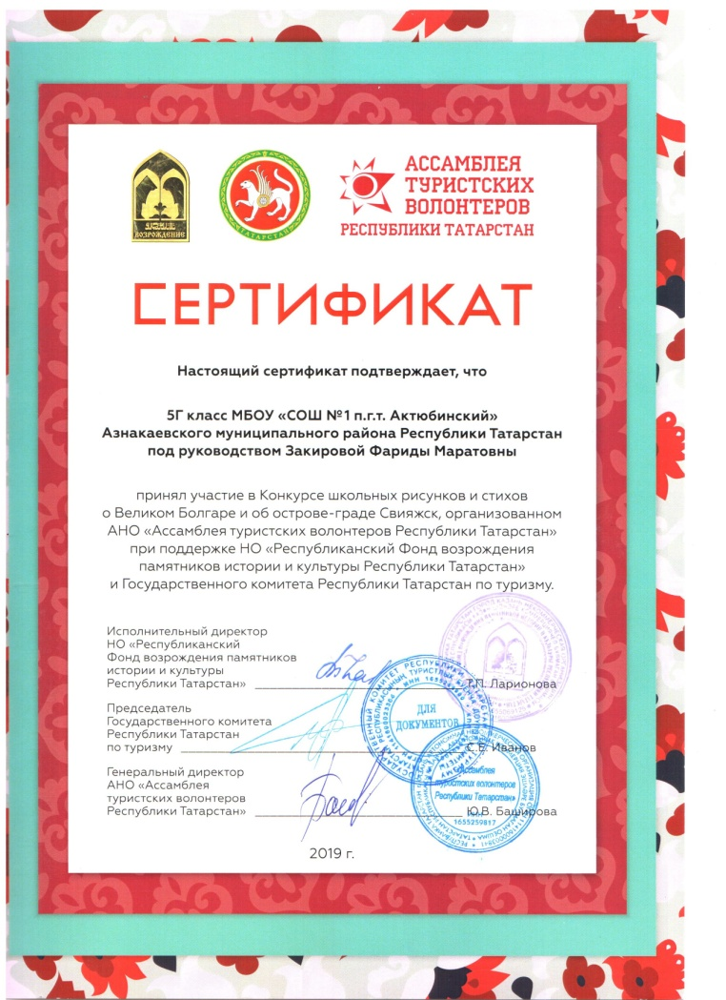 ВОЗРОЖДЕНИЕ
ТАТАРСТАН
АССАМБЛЕЯ
ТУРИСТСКИХ
ВОЛОНТЕРОВ
РЕСПУБЛИКИ ТАТАРСТАН
СЕРТИФИКАТ
Настоящий сертификат подтверждает, что
5Г класс МБОУ «СОШ №1 п.г.т. Актюбинский»
Азнакаевского муниципального района Республики Татарстан
под руководством Закировой Фариды Маратовны
принял участие в Конкурсе школьных рисунков и стихов
о Великом Болгаре и об острове-граде Свияжск, организованном
АНО «Ассамблея туристских волонтеров Республики Татарстан»
при поддержке НО «Республиканский Фонд возрождения
памятников истории и культуры Республики Татарстан»
и Государственного комитета Республики Татарстан по туризму.
Исполнительный директор
НО «Республиканский
Фонд возрождения памятников
истории и культуры
Республики Татарстан» Т.П. Ларионова
Председатель
Государственного комитета
Республики Татарстан
по туризму С.Е. Иванов
ДЛЯ
ДОКУМЕНТОВ
Генеральный директор
АНО «Ассамблея
туристских волонтеров
Республики Татарстан» Ю.В. Баширова
Ассамблея
туристских волонтеров
Республики Татарстан»
1655259817
2019 г.